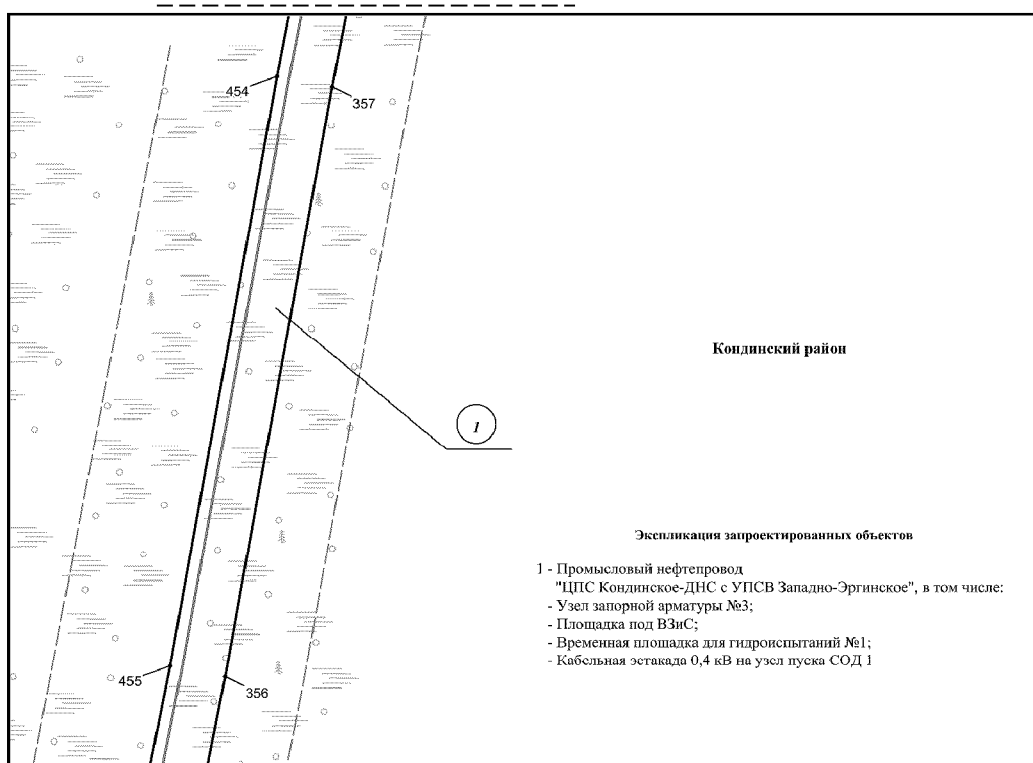 454
357
Кондинский район
1
Экспликация запроектированных объектов
1 - Промысловый нефтепровод
"ЦПС Кондинское-ДНС с УПСВ Западно-Эргинское", в том числе:
- Узел запорной арматуры №3;
- Площадка под ВЗиС;
- Временная площадка для гидроиспытаний №1;
- Кабельная эстакада 0,4 кВ на узел пуска СОД 1
455
356